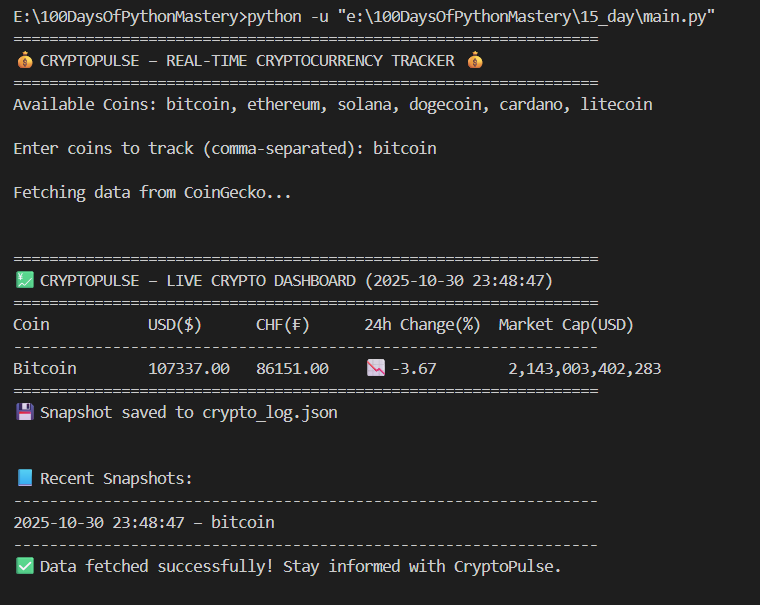 E:\100DaysOfPythonMastery>python -u "e:\100DaysOfPythonMastery\15_day\main.py"
=================================================================
💰 CRYPTOPULSE – REAL-TIME CRYPTOCURRENCY TRACKER 💰
=================================================================
Available Coins: bitcoin, ethereum, solana, dogecoin, cardano, litecoin
Enter coins to track (comma-separated): bitcoin
Fetching data from CoinGecko...
=================================================================
💹 CRYPTOPULSE – LIVE CRYPTO DASHBOARD (2025-10-30 23:48:47)
=================================================================
Coin           USD($)      CHF(₣)      24h Change(%)  Market Cap(USD)
-----------------------------------------------------------------
Bitcoin        107337.00   86151.00    📉 -3.67        2,143,003,402,283
=================================================================
💾 Snapshot saved to crypto_log.json
📘 Recent Snapshots:
-----------------------------------------------------------------
2025-10-30 23:48:47 – bitcoin
-----------------------------------------------------------------
✅ Data fetched successfully! Stay informed with CryptoPulse.